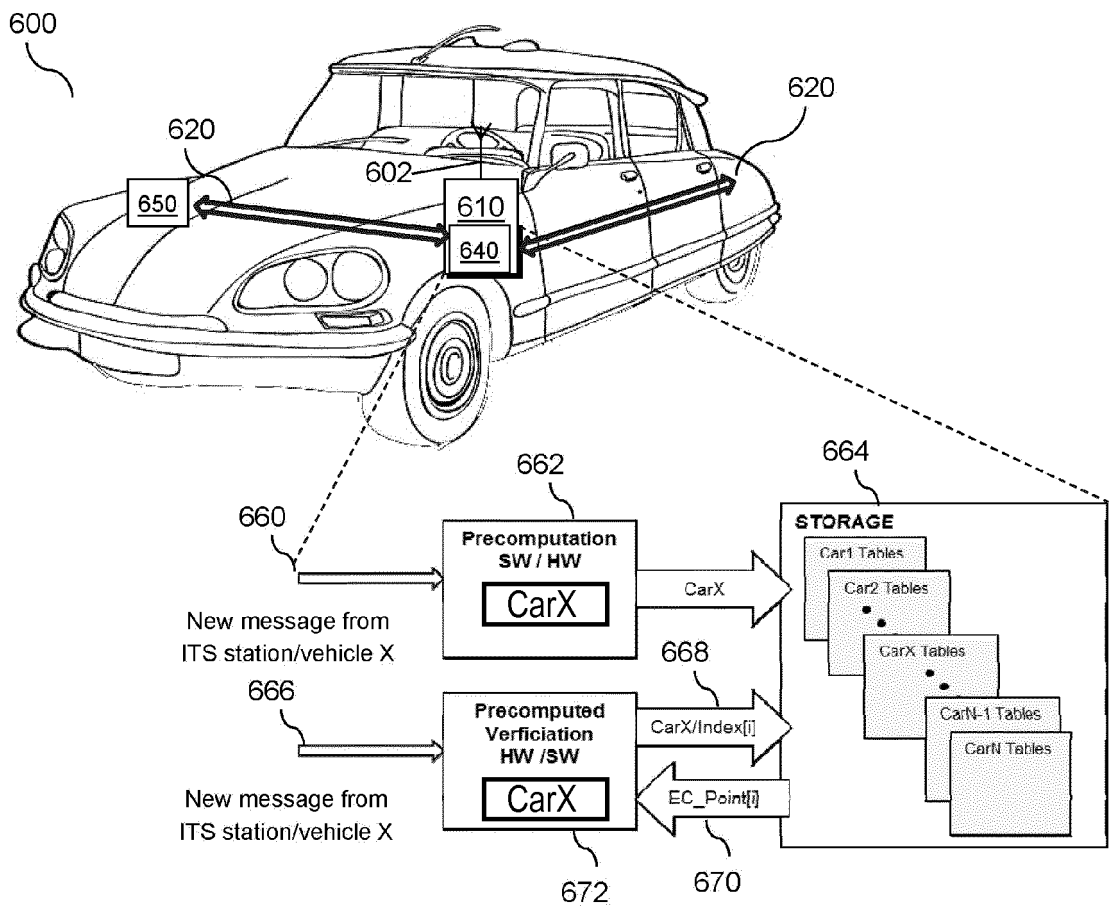 600
620
620
602
650
610
640
662
664
660
Precomputation
SW / HW
CarX
CarX
New message from
ITS station/vehicle X
STORAGE
Car1 Tables
Car2 Tables
CarX Tables
CarN-1 Tables
CarN Tables
666
668
Precomputed
Verficiation
HW /SW
CarX
CarX/Index[i]
EC_Point[i]
New message from
ITS station/vehicle X
672
670